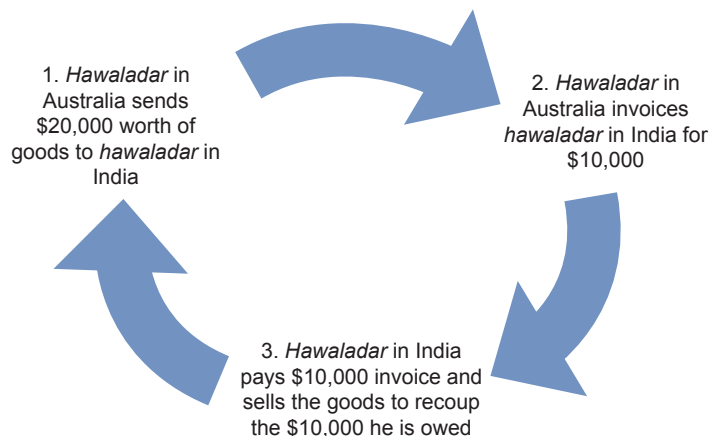 1. Hawaladar in
Australia sends
$20,000 worth of
goods to hawaladar in
India
2. Hawaladar in
Australia invoices
hawaladar in India for
$10,000
3. Hawaladar in India
pays $10,000 invoice and
sells the goods to recoup
the $10,000 he is owed